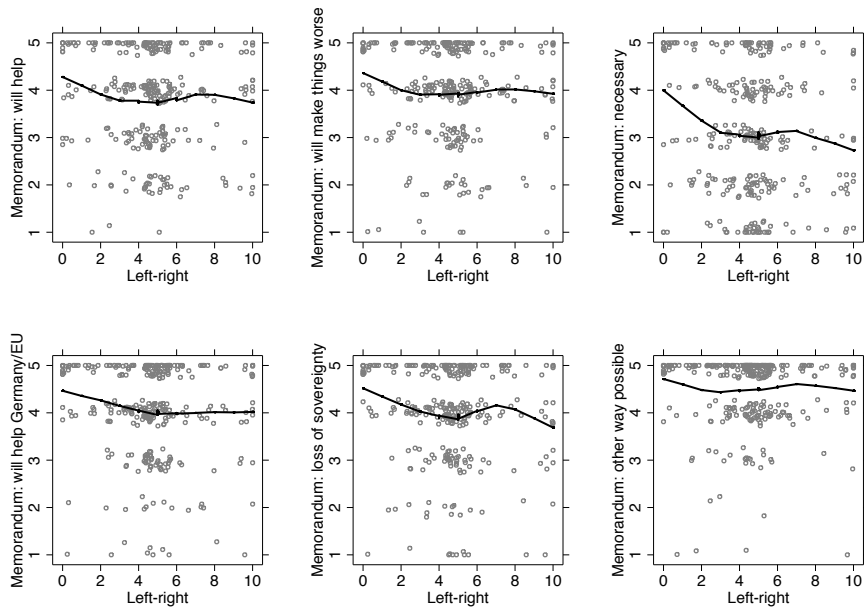 Memorandum: will help
5
4
3
2
1
0 2 4 6 8 10
Left-right
Memorandum: will make things worse
5
4
3
2
1
0 2 4 6 8 10
Left-right
Memorandum: necessary
5
4
3
2
1
0 2 4 6 8 10
Left-right
Memorandum: will help Germany/EU
5
4
3
2
1
0 2 4 6 8 10
Left-right
Memorandum: loss of sovereignty
5
4
3
2
1
0 2 4 6 8 10
Left-right
Memorandum: other way possible
5
4
3
2
1
0 2 4 6 8 10
Left-right